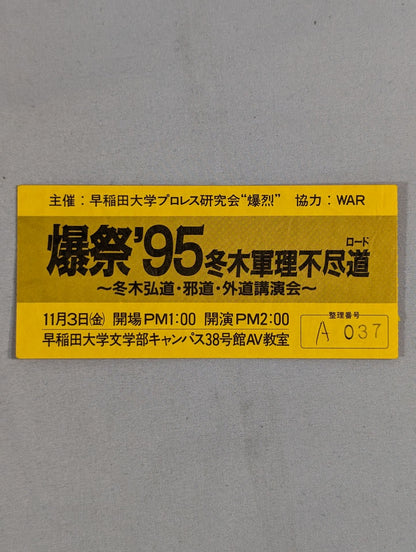 主催：早稲田大学プロレス研究会“爆烈” 協力：WAR
爆祭'95冬木軍理不尽道
ロード
～冬木弘道・邪道・外道講演会～
11月3日(金) 開場PM1:00 開演PM2:00
早稲田大学文学部キャンパス38号館AV教室
整理番号
A 037